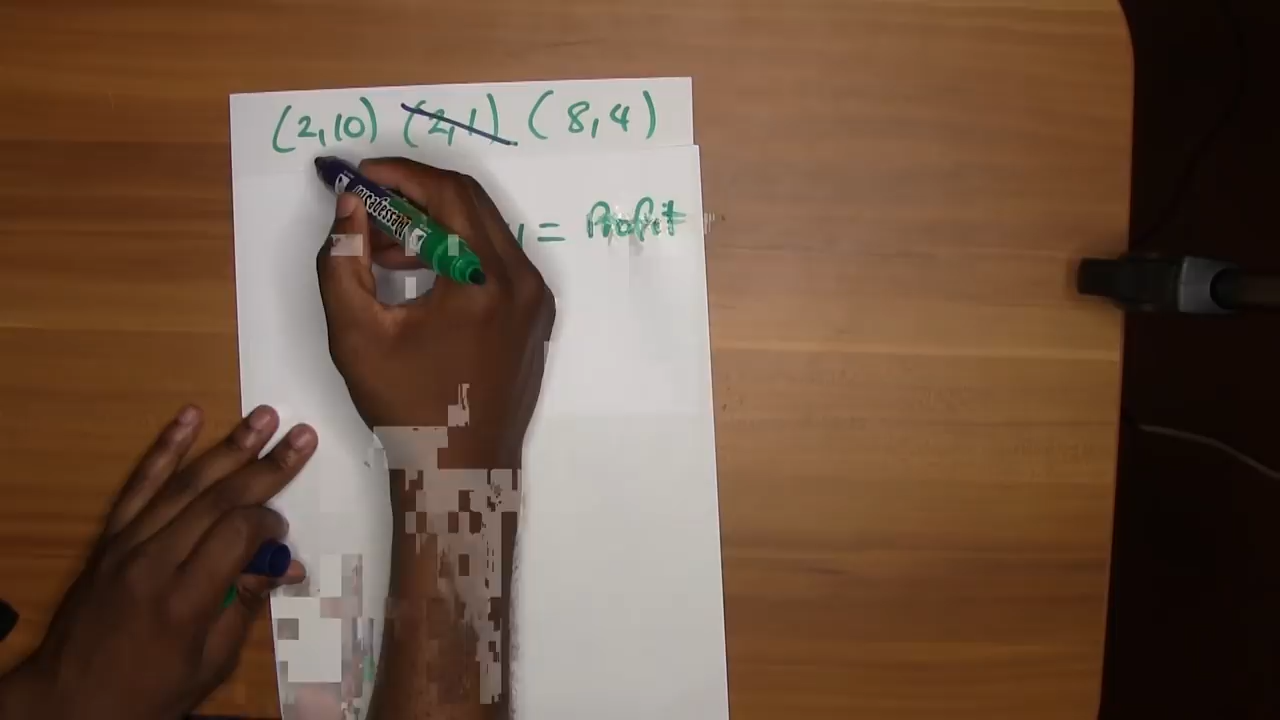 (2,10) (2,1) (8,4)
= Profit